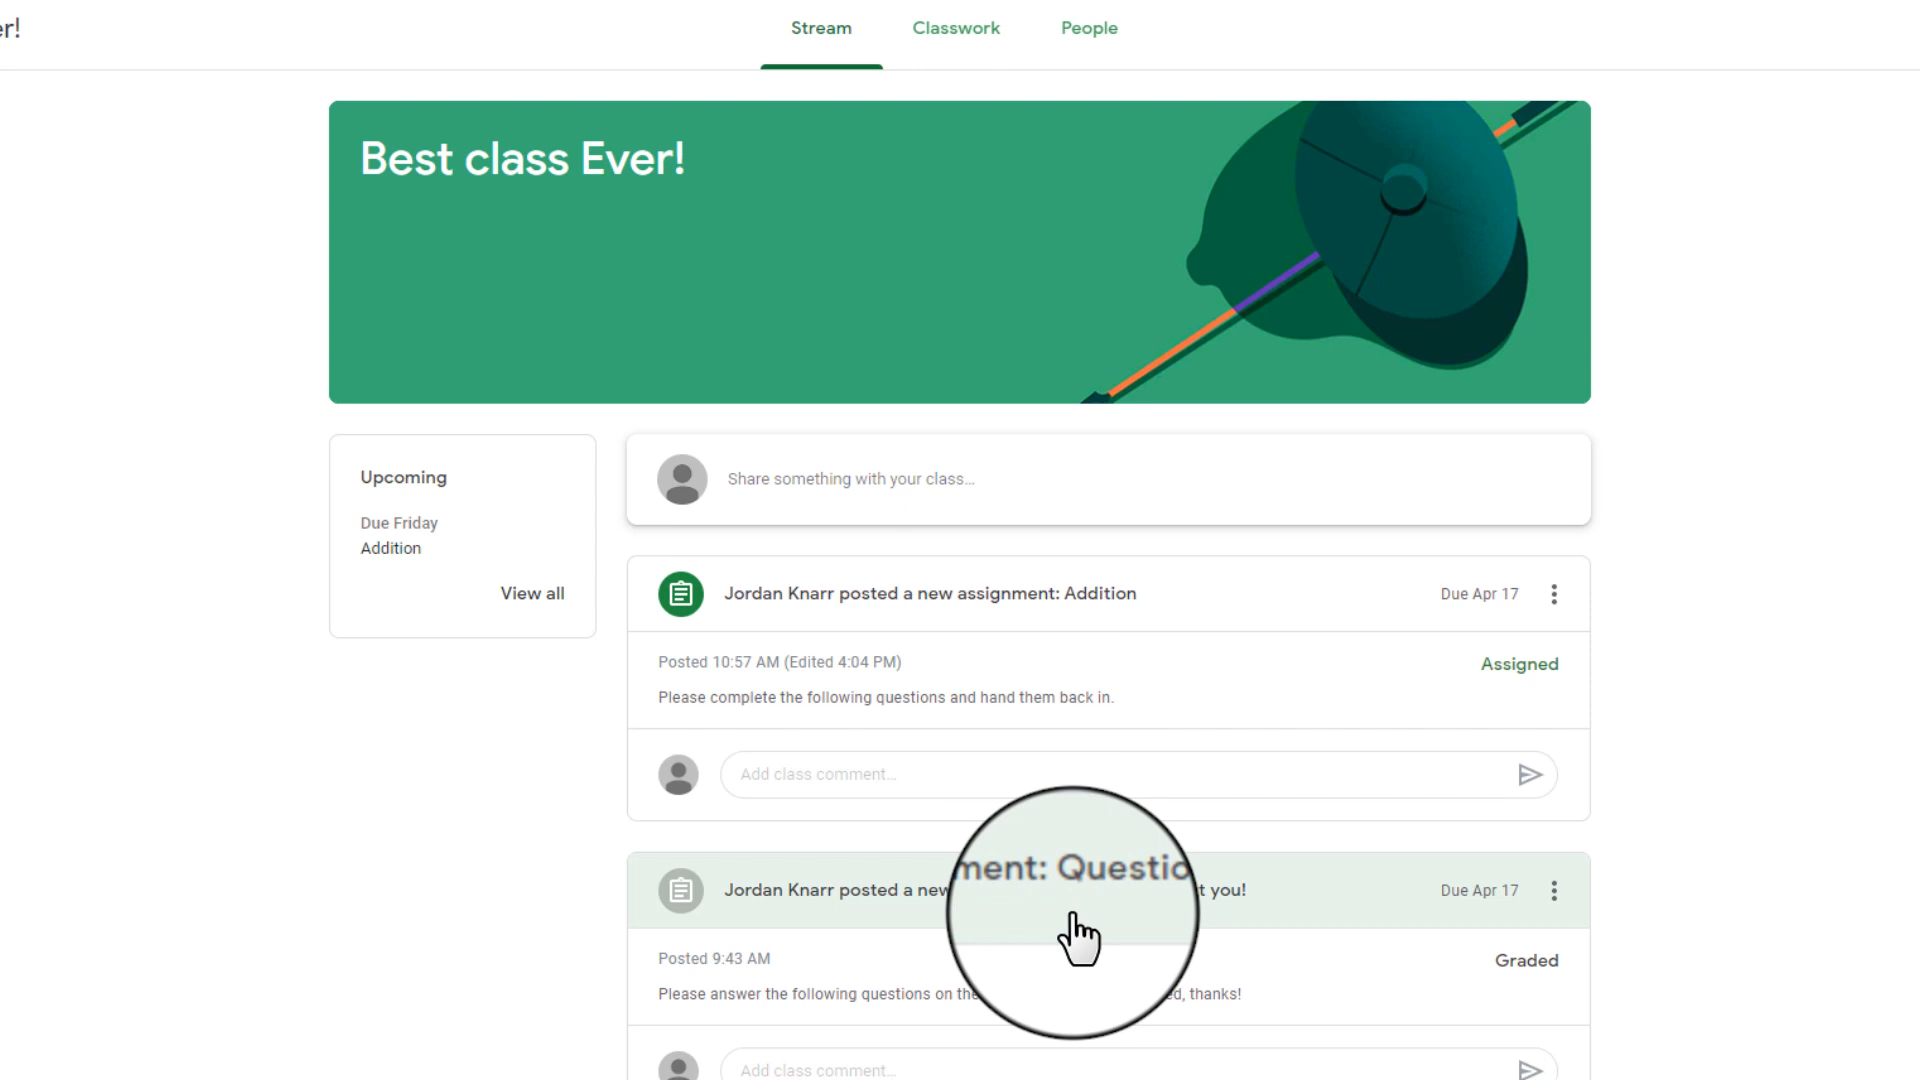 er!
Stream Classwork People
Best class Ever!
Upcoming
Due Friday
Addition
View all
Share something with your class...
Jordan Knarr posted a new assignment: Addition Due Apr 17
Posted 10:57 AM (Edited 4:04 PM) Assigned
Please complete the following questions and hand them back in.
Add class comment...
Jordan Knarr posted a new ment: Questio t you! Due Apr 17
Posted 9:43 AM Graded
Please answer the following questions on the ed, thanks!
Add class comment...